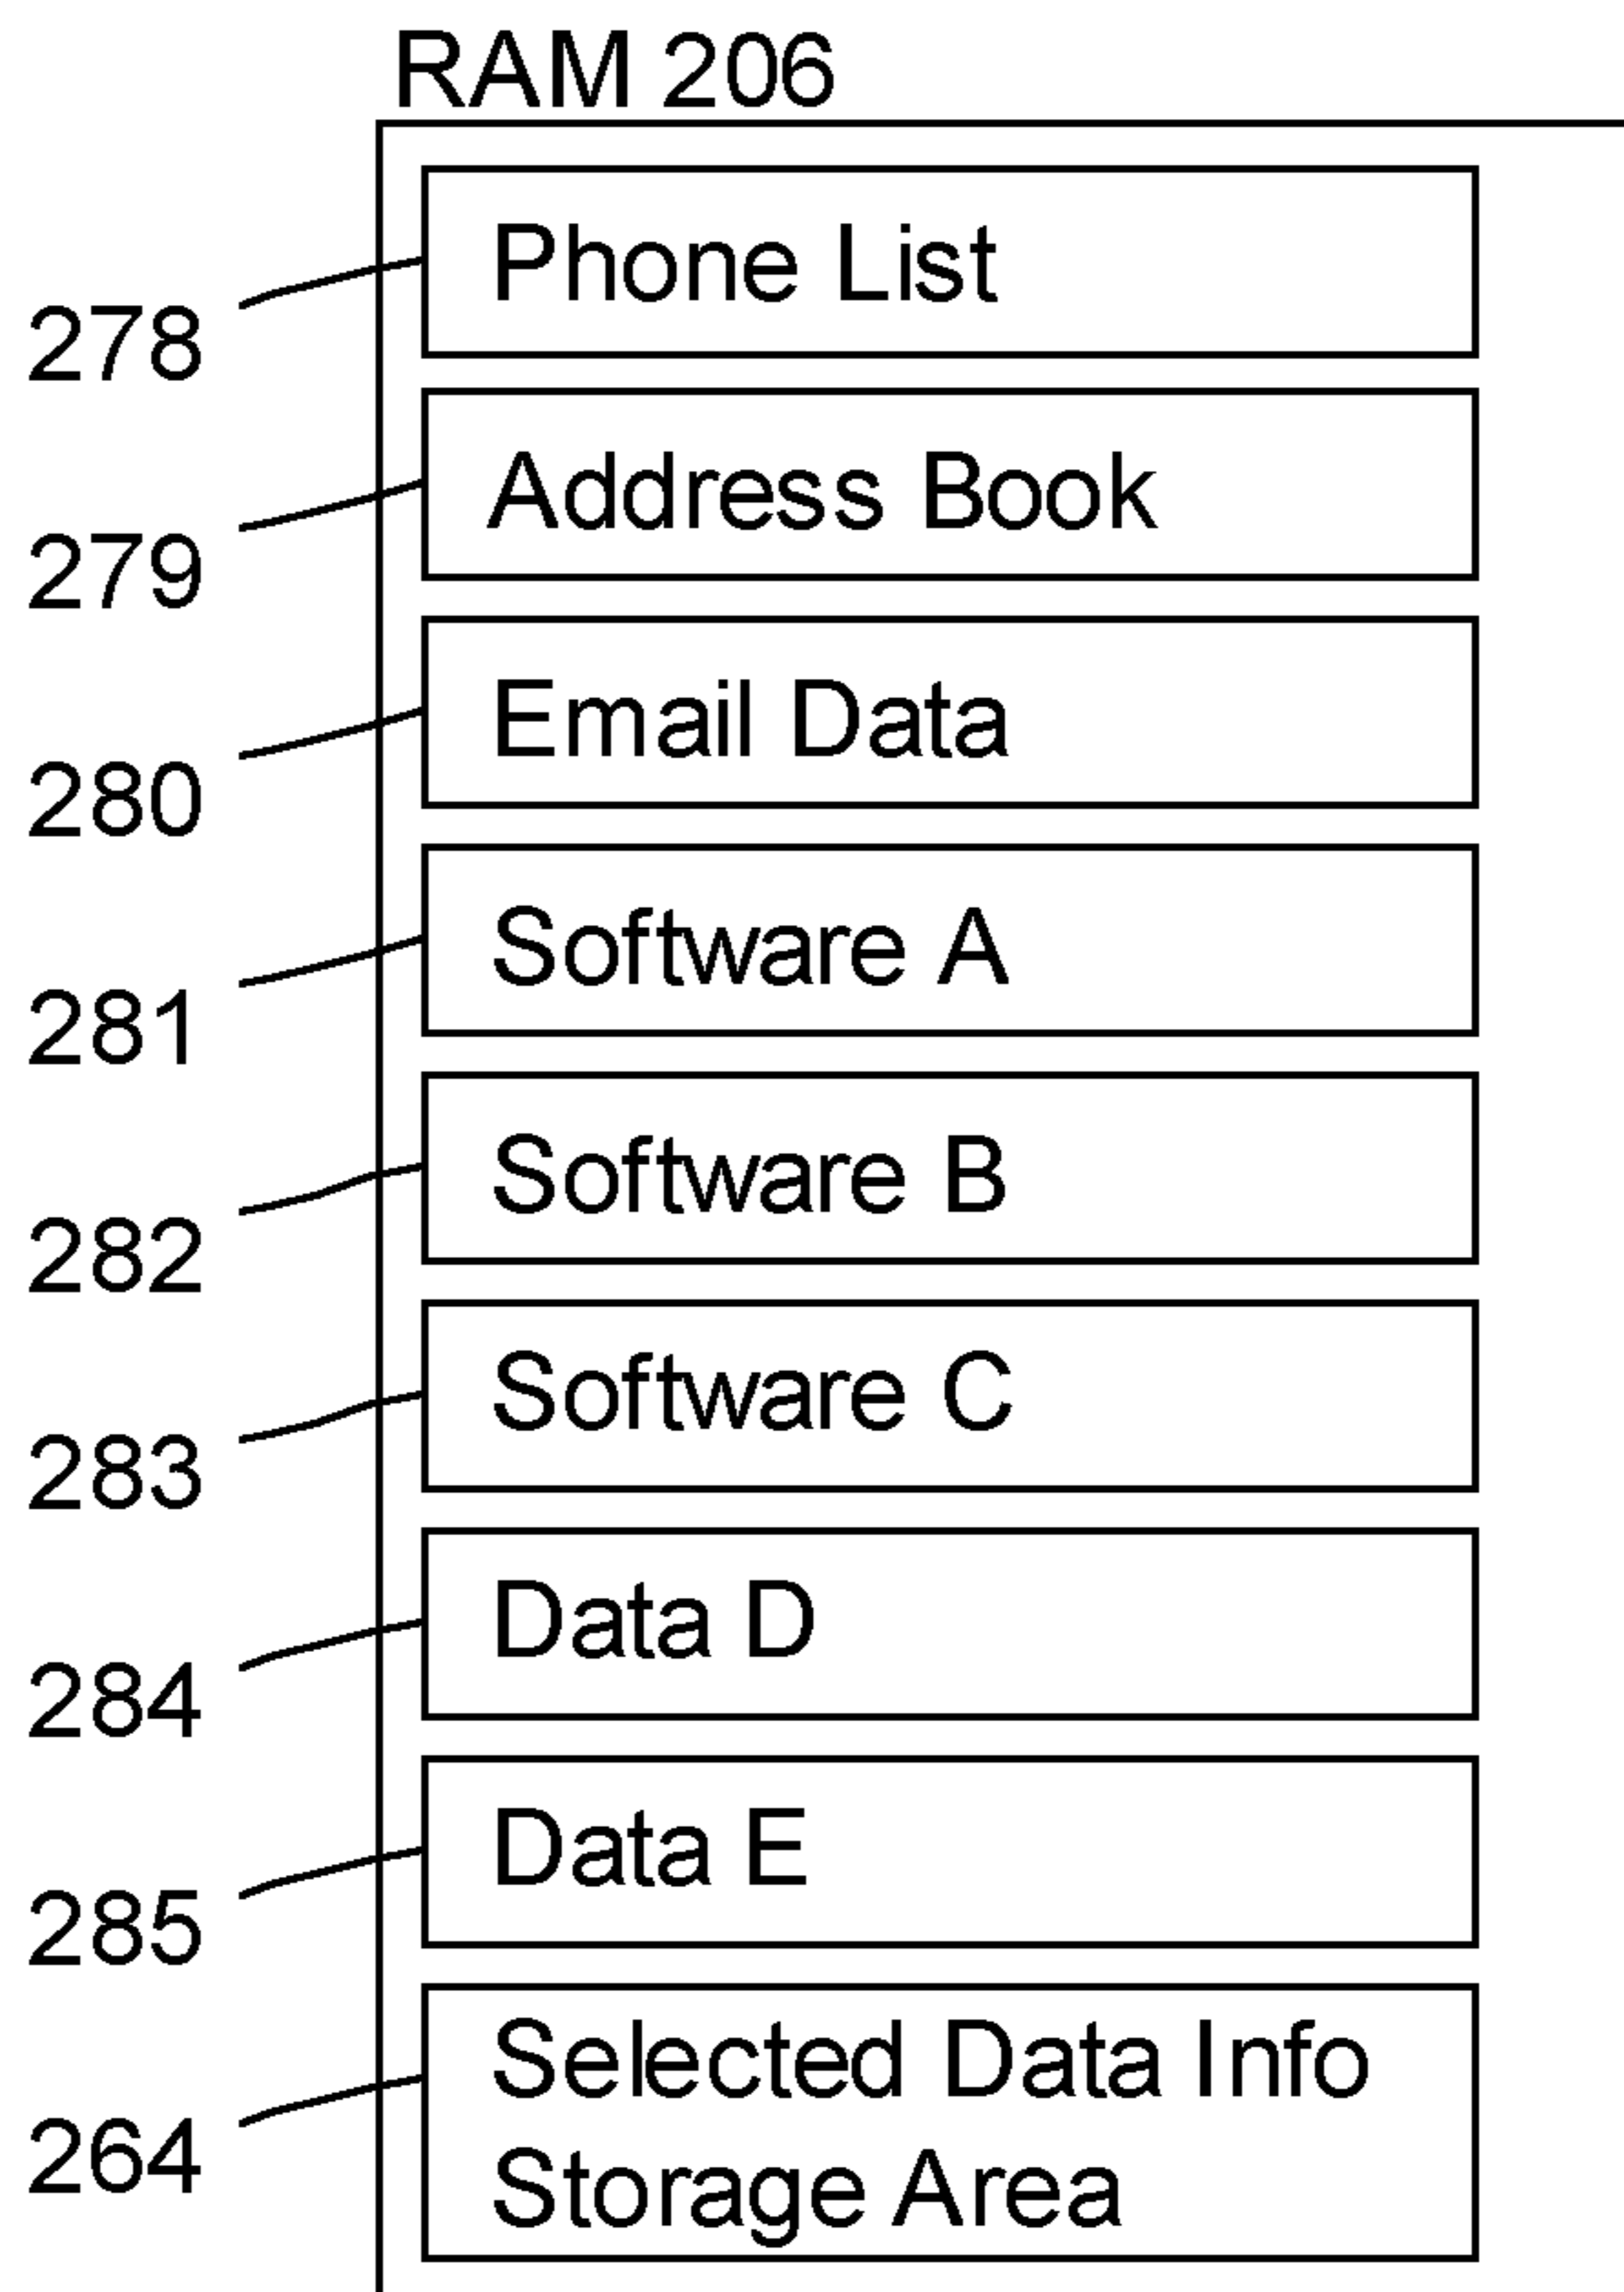 RAM 206
278
Phone List
279
Address Book
280
Email Data
281
Software A
282
Software B
283
Software C
284
Data D
285
Data E
264
Selected Data Info
Storage Area